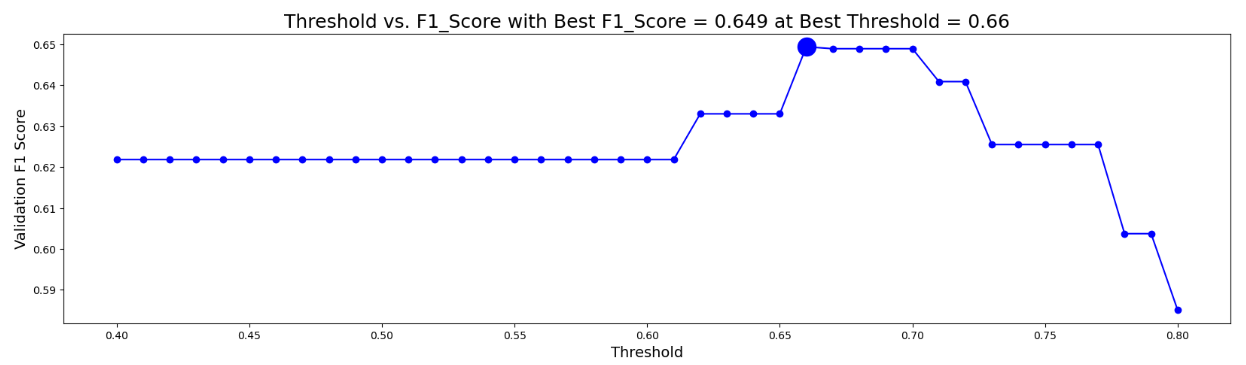 Threshold vs. F1_Score with Best F1_Score = 0.649 at Best Threshold = 0.66
0.65
0.64
0.63
0.62
0.61
0.60
0.59
Validation F1 Score
0.40 0.45 0.50 0.55 0.60 0.65 0.70 0.75 0.80
Threshold